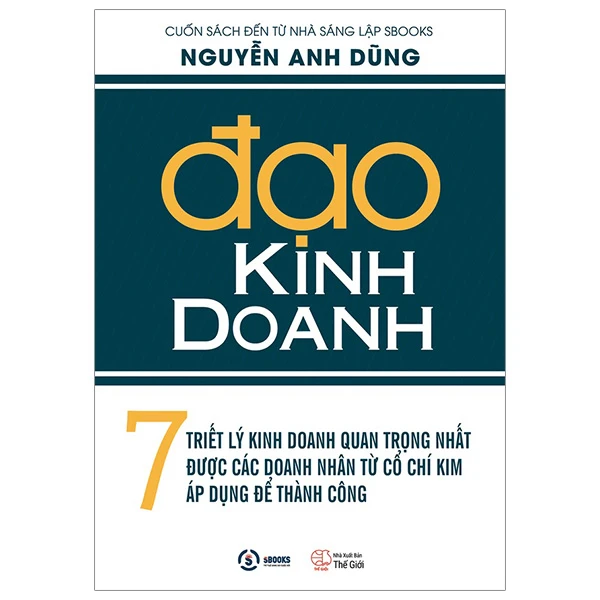 CUỐN SÁCH ĐẾN TỪ NHÀ SÁNG LẬP SBOOKS
NGUYỄN ANH DŨNG
đạo
KINH
DOANH
7
TRIẾT LÝ KINH DOANH QUAN TRỌNG NHẤT
ĐƯỢC CÁC DOANH NHÂN TỪ CỔ CHÍ KIM
ÁP DỤNG ĐỂ THÀNH CÔNG
S
sBOOKS
Nhà Xuất Bản
Thế Giới
THẾ GIỚI